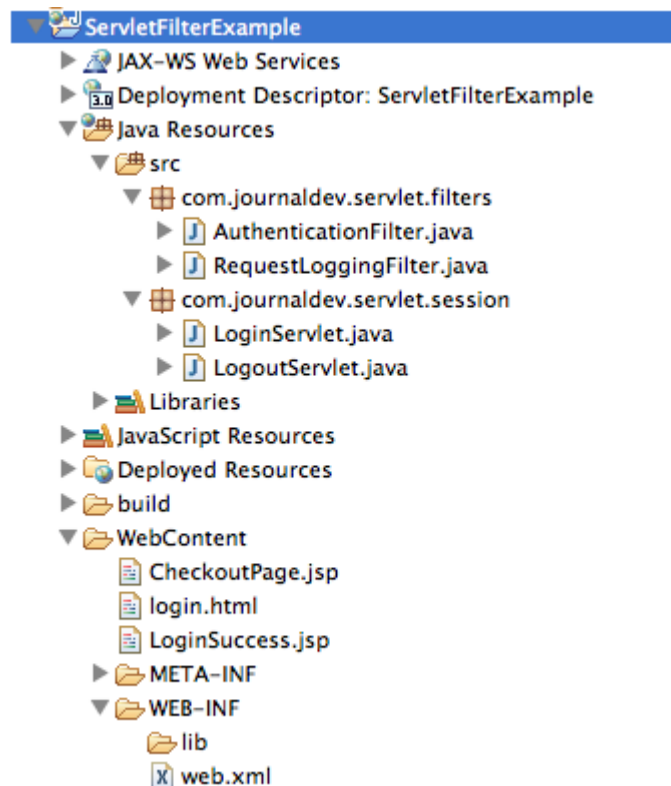 ServletFilterExample
JAX-WS Web Services
3.0 Deployment Descriptor: ServletFilterExample
Java Resources
src
com.journaldev.servlet.filters
J AuthenticationFilter.java
J RequestLoggingFilter.java
com.journaldev.servlet.session
J LoginServlet.java
J LogoutServlet.java
Libraries
JavaScript Resources
Deployed Resources
build
WebContent
CheckoutPage.jsp
login.html
LoginSuccess.jsp
META-INF
WEB-INF
lib
X web.xml